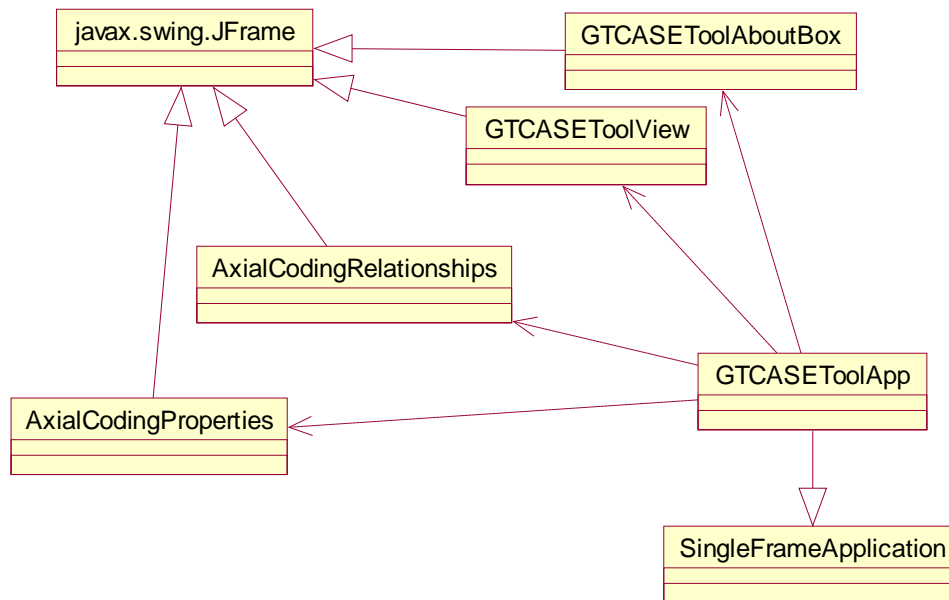 javax.swing.JFrame
GTCASEToolAboutBox
GTCASEToolView
AxialCodingRelationships
GTCASEToolApp
AxialCodingProperties
SingleFrameApplication